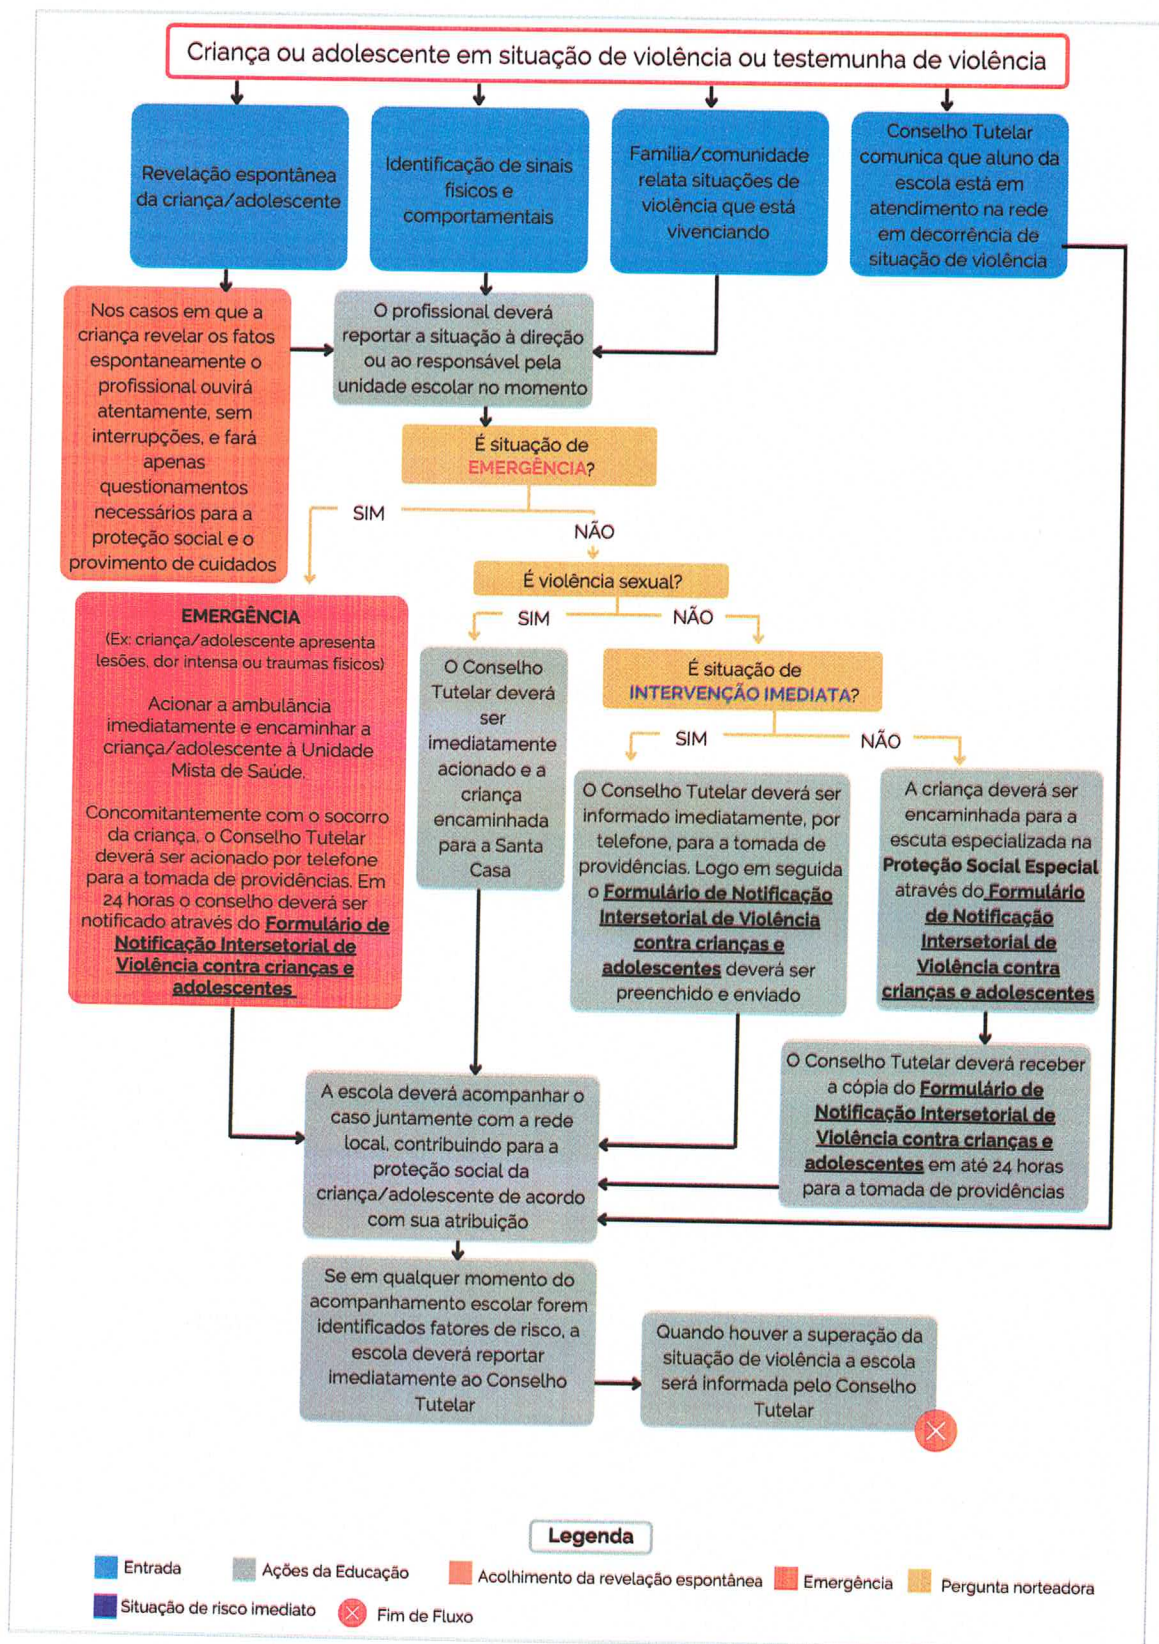 Criança ou adolescente em situação de violência ou testemunha de violência
Revelação espontânea
da criança/adolescente
Identificação de sinais
físicos e
comportamentais
Família/comunidade
relata situações de
violência que está
vivenciando
Conselho Tutelar
comunica que aluno da
escola está em
atendimento na rede
em decorrência de
situação de violência
Nos casos em que a
criança revelar os fatos
espontaneamente o
profissional ouvirá
atentamente, sem
interrupções, e fará
apenas
questionamentos
necessários para a
proteção social e o
provimento de cuidados
O profissional deverá
reportar a situação à direção
ou ao responsável pela
unidade escolar no momento
É situação de
EMERGÊNCIA?
SIM
NÃO
É violência sexual?
SIM
NÃO
EMERGÊNCIA
(Ex: criança/adolescente apresenta
lesões, dor intensa ou traumas físicos)
Acionar a ambulância
imediatamente e encaminhar a
criança/adolescente à Unidade
Mista de Saúde.
Concomitantemente com o socorro
da criança, o Conselho Tutelar
deverá ser acionado por telefone
para a tomada de providências. Em
24 horas o conselho deverá ser
notificado através do Formulário de
Notificação Intersetorial de
Violência contra crianças e
adolescentes
O Conselho
Tutelar deverá
ser
imediatamente
acionado e a
criança
encaminhada
para a Santa
Casa
É situação de
INTERVENÇÃO IMEDIATA?
SIM
NÃO
O Conselho Tutelar deverá ser
informado imediatamente, por
telefone, para a tomada de
providências. Logo em seguida
o Formulário de Notificação
Intersetorial de Violência
contra crianças e
adolescentes deverá ser
preenchido e enviado
A criança deverá ser
encaminhada para a
escuta especializada na
Proteção Social Especial
através do Formulário
de Notificação
Intersetorial de
Violência contra
crianças e adolescentes
O Conselho Tutelar deverá receber
a cópia do Formulário de
Notificação Intersetorial de
Violência contra crianças e
adolescentes em até 24 horas
para a tomada de providências
A escola deverá acompanhar o
caso juntamente com a rede
local, contribuindo para a
proteção social da
criança/adolescente de acordo
com sua atribuição
Se em qualquer momento do
acompanhamento escolar forem
identificados fatores de risco, a
escola deverá reportar
imediatamente ao Conselho
Tutelar
Quando houver a superação da
situação de violência a escola
será informada pelo Conselho
Tutelar
Legenda
Entrada
Ações da Educação
Acolhimento da revelação espontânea
Emergência
Pergunta norteadora
Situação de risco imediato
Fim de Fluxo